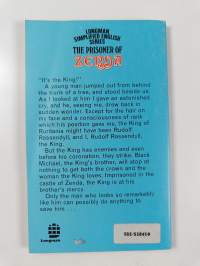 LONGMAN
SIMPLIFIED ENGLISH
SERIES
THE PRISONER OF
ZENDA
"It's the King!"
A young man jumped out from behind
the trunk of a tree, and stood beside us.
As I looked at him I gave an astonished
cry, and he, seeing me, drew back in
sudden wonder. Except for the hair on
my face and a consciousness of rank
which his position gave me, the King of
Ruritania might have been Rudolf
Rassendyll, and I, Rudolf Rassendyll,
the King.
But the King has enemies and even
before his coronation, they strike. Black
Michael, the King's brother, will stop at
nothing to get both the crown and the
woman the King loves. Imprisoned in the
castle of Zenda, the King is at his
brother's mercy.
Only the man who looks so remarkably
like him can possibly do anything to
save him . . .
Longman